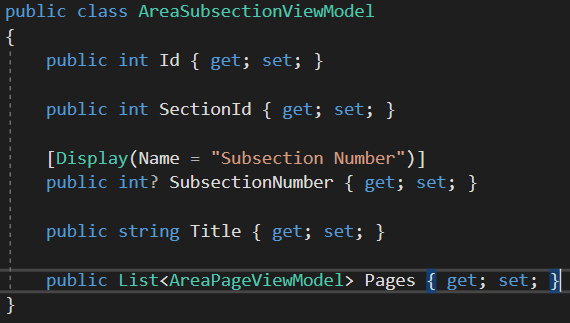 public class AreaSubsectionViewModel
{
public int Id { get; set; }
public int SectionId { get; set; }
[Display(Name = "Subsection Number")]
public int? SubsectionNumber { get; set; }
public string Title { get; set; }
public List<AreaPageViewModel> Pages { get; set; }
}